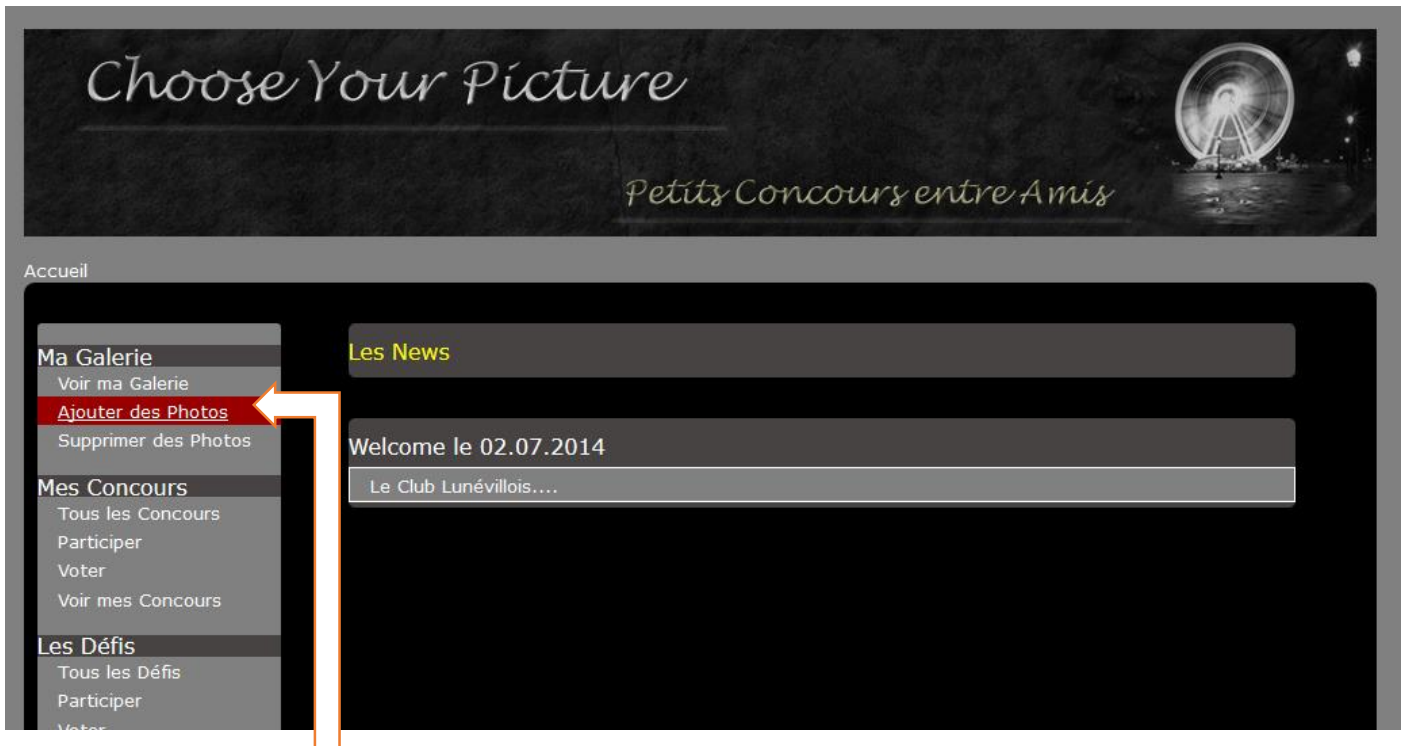 Choose Your Picture
Petits Concours entre Amis
Accueil
Ma Galerie
Voir ma Galerie
Ajouter des Photos
Supprimer des Photos
Mes Concours
Tous les Concours
Participer
Voter
Voir mes Concours
Les Défis
Tous les Défis
Participer
Voter
Les News
Welcome le 02.07.2014
Le Club Lunévillois....